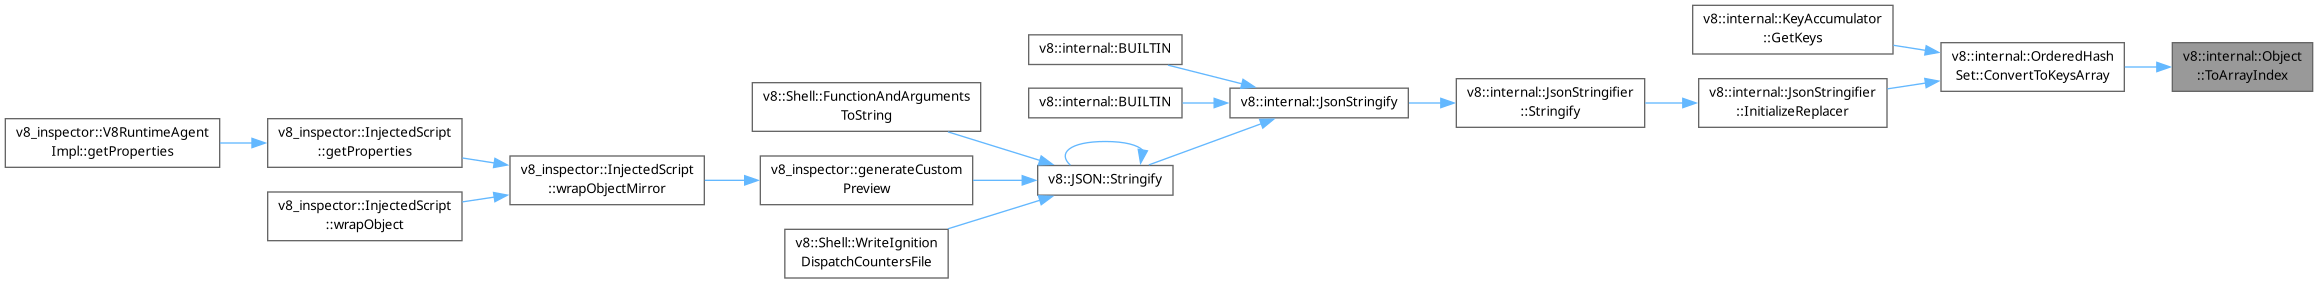 v8_inspector::V8RuntimeAgent
Impl::getProperties
v8_inspector::InjectedScript
::getProperties
v8_inspector::InjectedScript
::wrapObject
v8_inspector::InjectedScript
::wrapObjectMirror
v8::Shell::FunctionAndArguments
ToString
v8_inspector::generateCustom
Preview
v8::Shell::WriteIgnition
DispatchCountersFile
v8::internal::BUILTIN
v8::internal::BUILTIN
v8::JSON::Stringify
v8::internal::JsonStringify
v8::internal::JsonStringifier
::Stringify
v8::internal::KeyAccumulator
::GetKeys
v8::internal::JsonStringifier
::InitializeReplacer
v8::internal::OrderedHash
Set::ConvertToKeysArray
v8::internal::Object
::ToArrayIndex